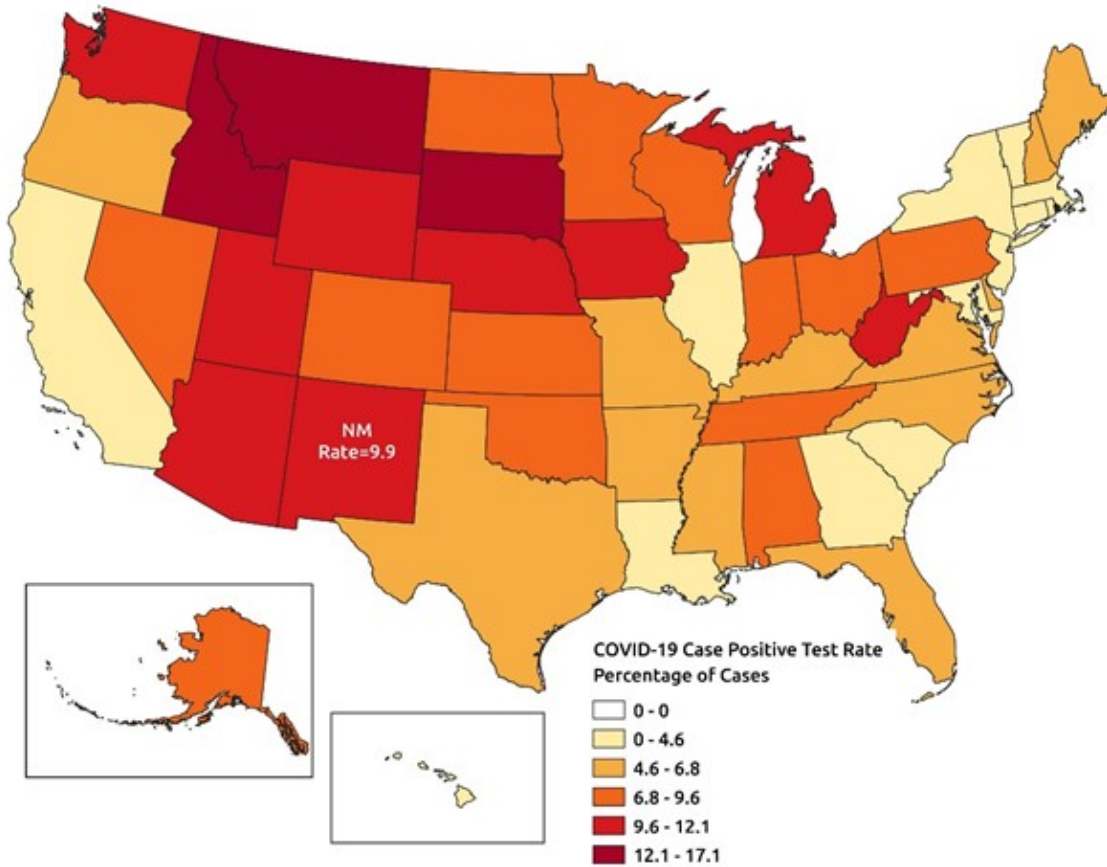 NM
Rate=9.9
COVID-19 Case Positive Test Rate
Percentage of Cases
0 - 0
0 - 4.6
4.6 - 6.8
6.8 - 9.6
9.6 - 12.1
12.1 - 17.1